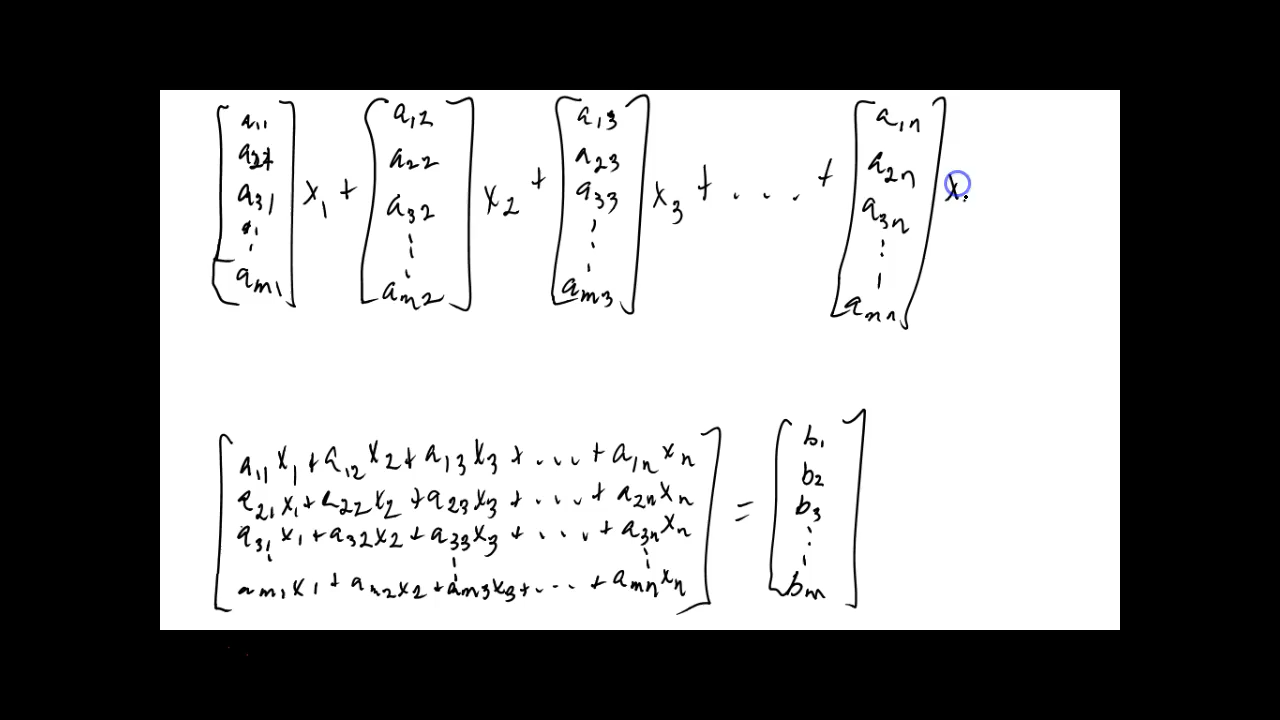 [a₁₁ a₂₁ a₃₁ ⋮ aₘ₁] x₁ + [a₁₂ a₂₂ a₃₂ ⋮ aₘ₂] x₂ + [a₁₃ a₂₃ a₃₃ ⋮ aₘ₃] x₃ + . . . . + [a₁ₙ a₂ₙ a₃ₙ ⋮ aₘₙ] x
[a₁₁x₁ + a₁₂x₂ + a₁₃x₃ + . . . + a₁ₙxₙ
a₂₁x₁ + a₂₂x₂ + a₂₃x₃ + . . . + a₂ₙxₙ
a₃₁x₁ + a₃₂x₂ + a₃₃x₃ + . . . + a₃ₙxₙ
⋮ ⋮ ⋮
aₘ₁x₁ + aₘ₂x₂ + aₘ₃x₃ + . . . + aₘₙxₙ] = [b₁ b₂ b₃ ⋮ bₘ]